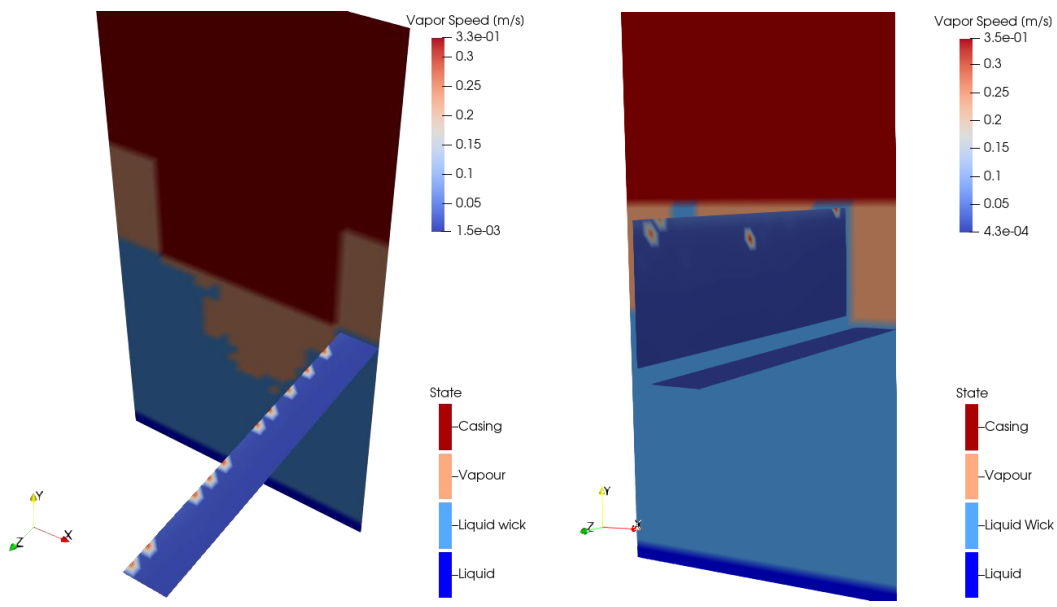 Vapor Speed [m/s]
3.3e-01
0.3
0.2
0.15
0.1
0.05
1.5e-03
State
Casing
Vapour
Liquid wick
Liquid
Y
Z
X
Vapor Speed [m/s]
3.5e-01
0.3
0.25
0.2
0.15
0.1
0.05
4.3e-04
State
Casing
Vapour
Liquid Wick
Liquid
Y
Z
X